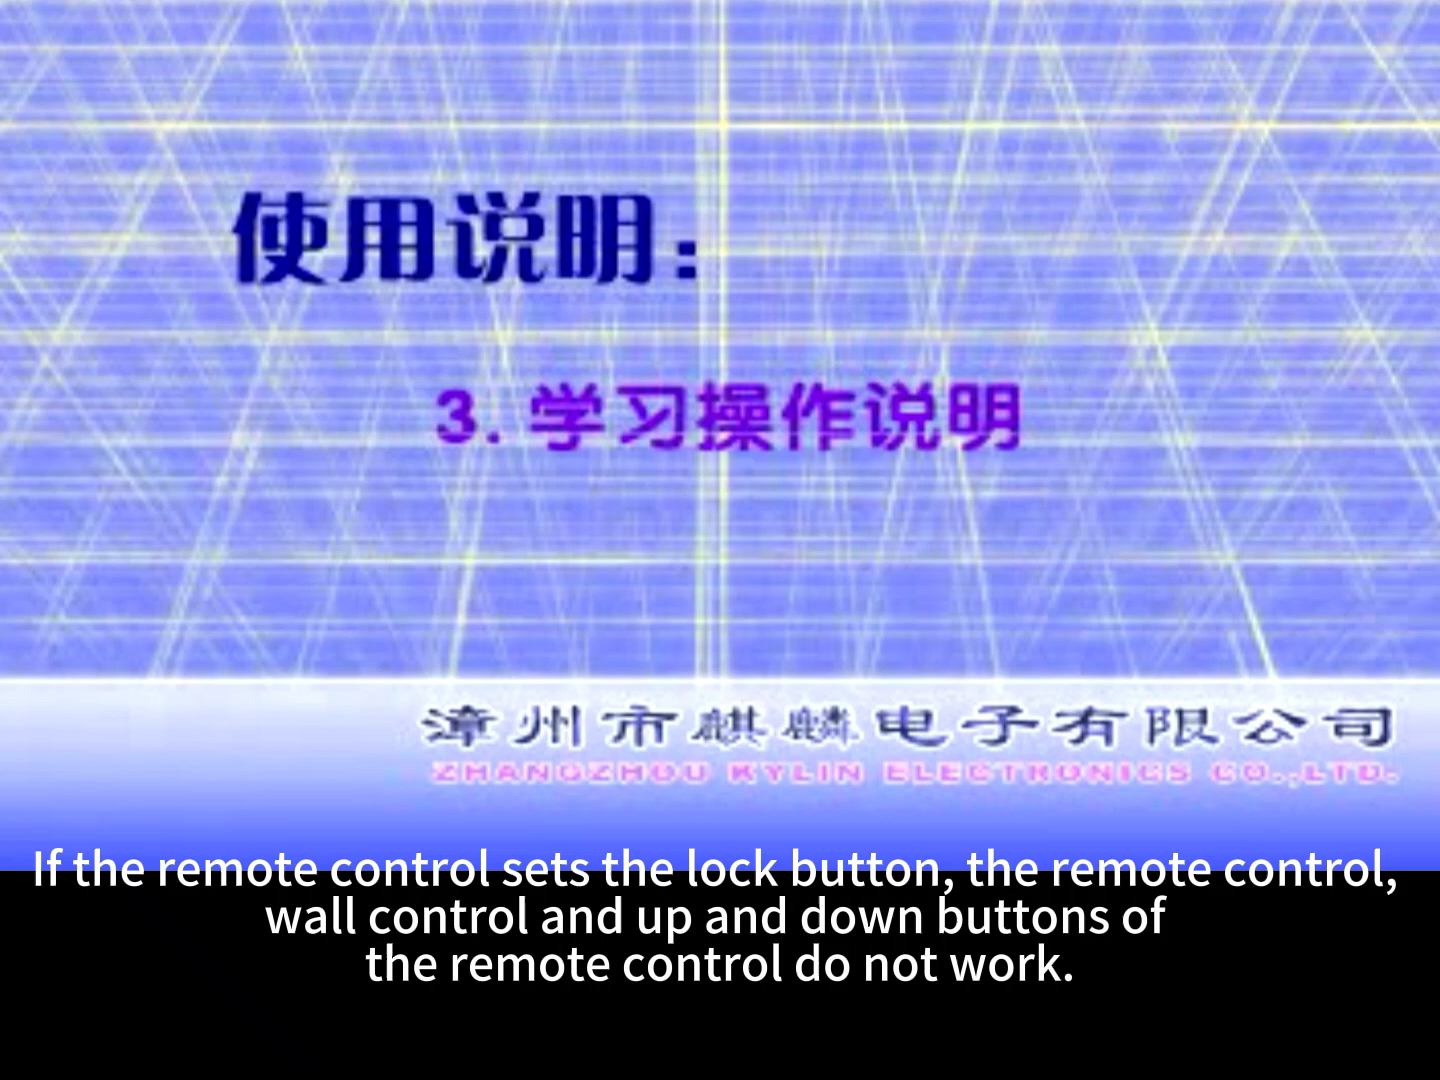 使用说明：
3. 学习操作说明
漳州市麒麟电子有限公司
ZHANGZHOU KYLIN ELECTRONICS CO.,LTD.
If the remote control sets the lock button, the remote control,
wall control and up and down buttons of
the remote control do not work.